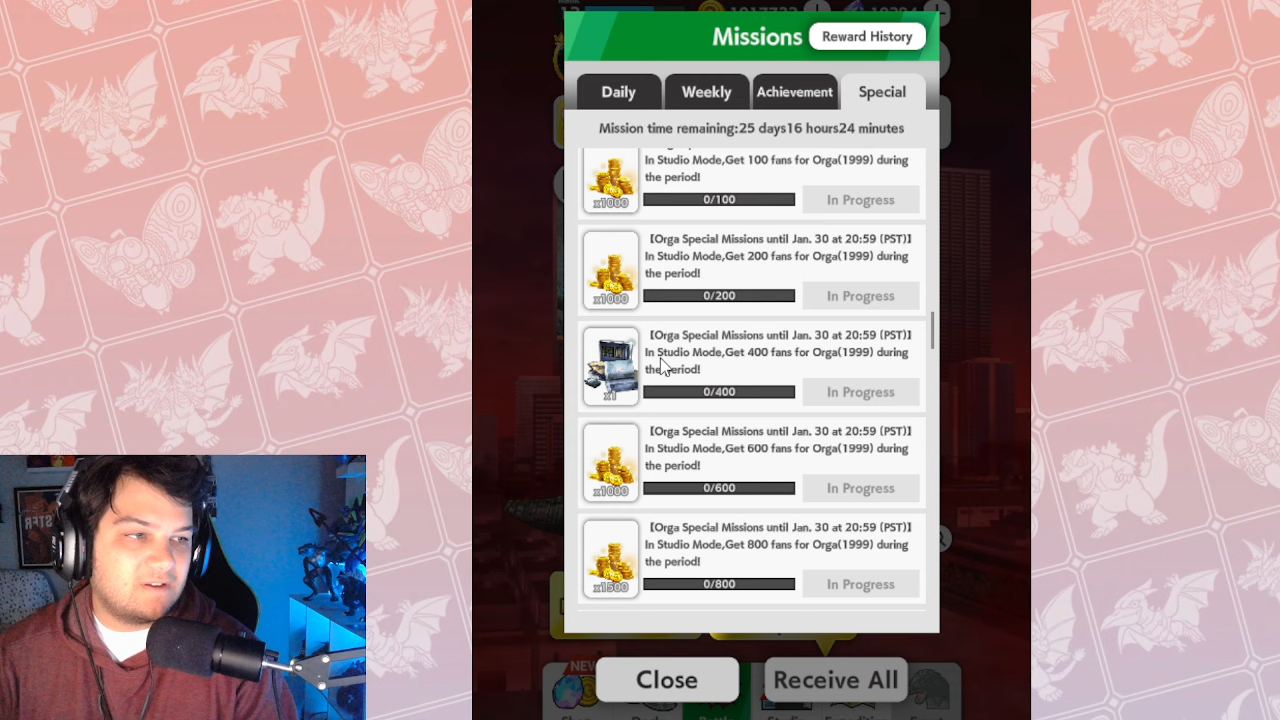 Missions
Reward History
Daily
Weekly
Achievement
Special
Mission time remaining:25 days16 hours24 minutes
In Studio Mode,Get 100 fans for Orga(1999) during
the period!
x1000
0/100
In Progress
【Orga Special Missions until Jan. 30 at 20:59 (PST)】
In Studio Mode,Get 200 fans for Orga(1999) during
the period!
x1000
0/200
In Progress
【Orga Special Missions until Jan. 30 at 20:59 (PST)】
In Studio Mode,Get 400 fans for Orga(1999) during
the period!
x1
0/400
In Progress
【Orga Special Missions until Jan. 30 at 20:59 (PST)】
In Studio Mode,Get 600 fans for Orga(1999) during
the period!
x1000
0/600
In Progress
【Orga Special Missions until Jan. 30 at 20:59 (PST)】
In Studio Mode,Get 800 fans for Orga(1999) during
the period!
x1500
0/800
In Progress
NEW
Close
Receive All